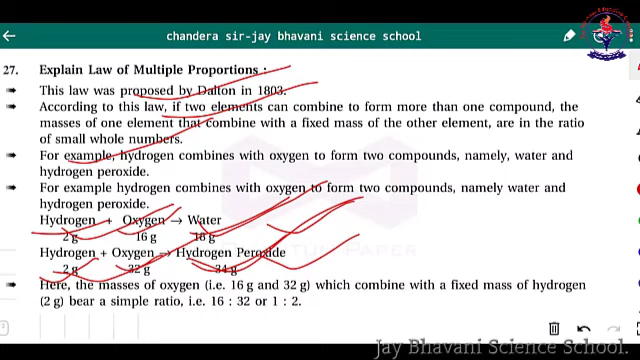 chandera sir-jay bhavani science school
27. Explain Law of Multiple Proportions :
This law was proposed by Dalton in 1803.
According to this law, if two elements can combine to form more than one compound, the
masses of one element that combine with a fixed mass of the other element, are in the ratio
of small whole numbers.
For example, hydrogen combines with oxygen to form two compounds, namely, water and
hydrogen peroxide.
For example hydrogen combines with oxygen to form two compounds, namely water and
hydrogen peroxide.
Hydrogen + Oxygen → Water
2 g 16 g 18 g
Hydrogen + Oxygen → Hydrogen Peroxide
2 g 32 g 34 g
Here, the masses of oxygen (i.e. 16 g and 32 g) which combine with a fixed mass of hydrogen
(2 g) bear a simple ratio, i.e. 16 : 32 or 1 : 2.
Jay Bhavani Science School.